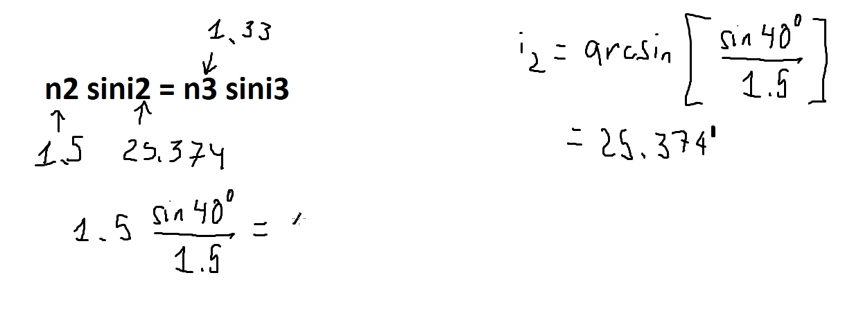 1.33
n2 sini2 = n3 sini3
1.5 25.374
1.5 sin 40° / 1.5 =
i₂ = arcsin [ sin 40° / 1.5 ]
= 25.374°